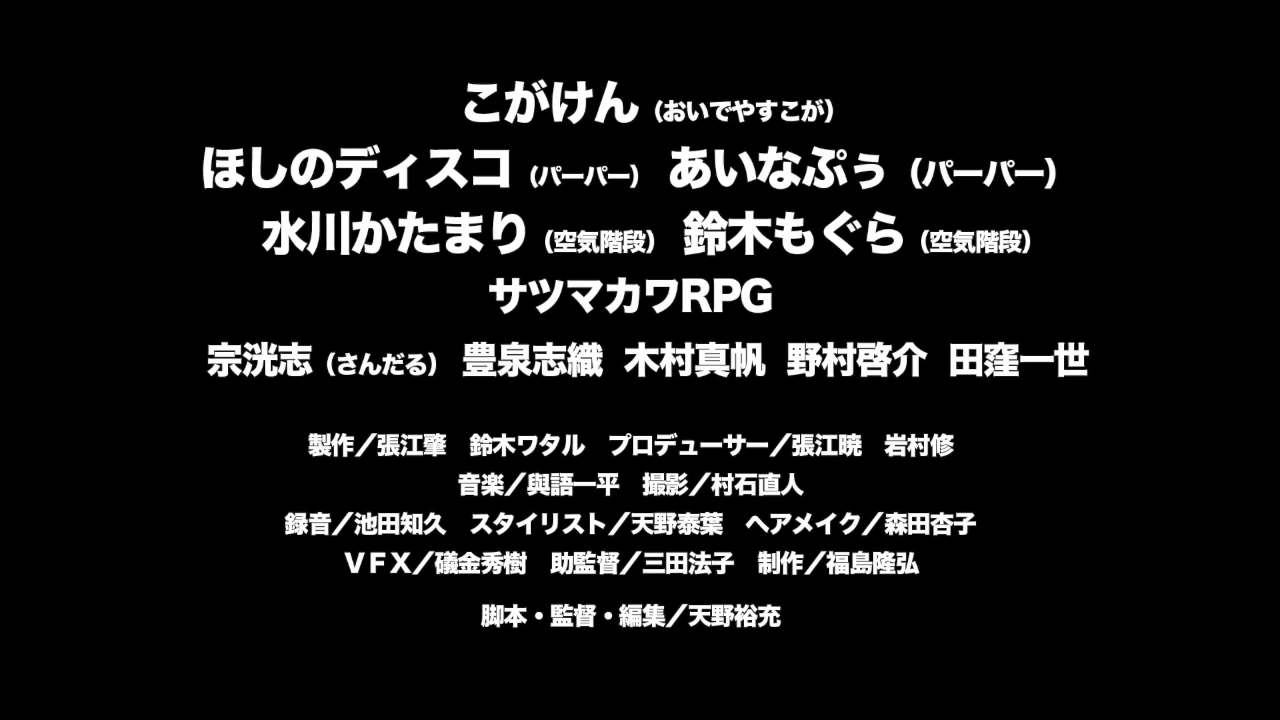 こがけん（おいでやすこが）
ほしのディスコ（パーパー）　あいなぷぅ（パーパー）
水川かたまり（空気階段）　鈴木もぐら（空気階段）
サツマカワRPG
宗洸志（さんだる）　豊泉志織　木村真帆　野村啓介　田窪一世
製作／張江肇　鈴木ワタル　プロデューサー／張江暁　岩村修
音楽／與語一平　撮影／村石直人
録音／池田知久　スタイリスト／天野泰葉　ヘアメイク／森田杏子
ＶＦＸ／礒金秀樹　助監督／三田法子　制作／福島隆弘
脚本・監督・編集／天野裕充